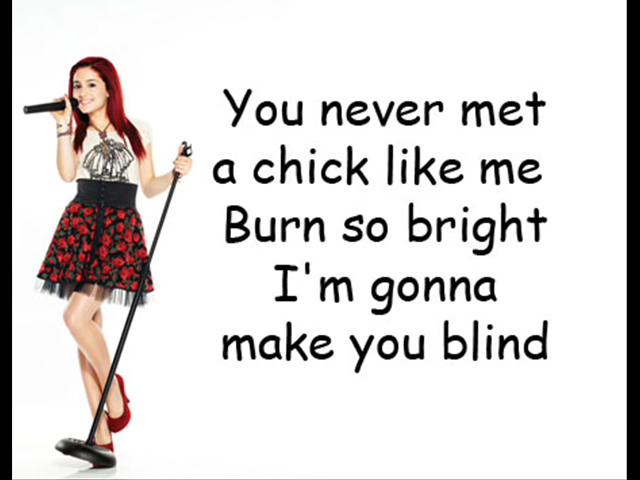 You never met
a chick like me
Burn so bright
I'm gonna
make you blind